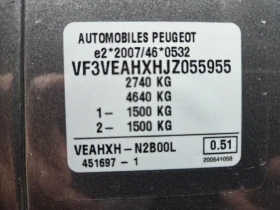 AUTOMOBILES PEUGEOT
e2*2007/46*0532
VF3VEAHXHJZ055955
2740 KG
4640 KG
1- 1500 KG
2- 1500 KG
VEAHXH-N2B00L 0.51
451697-1 200541058